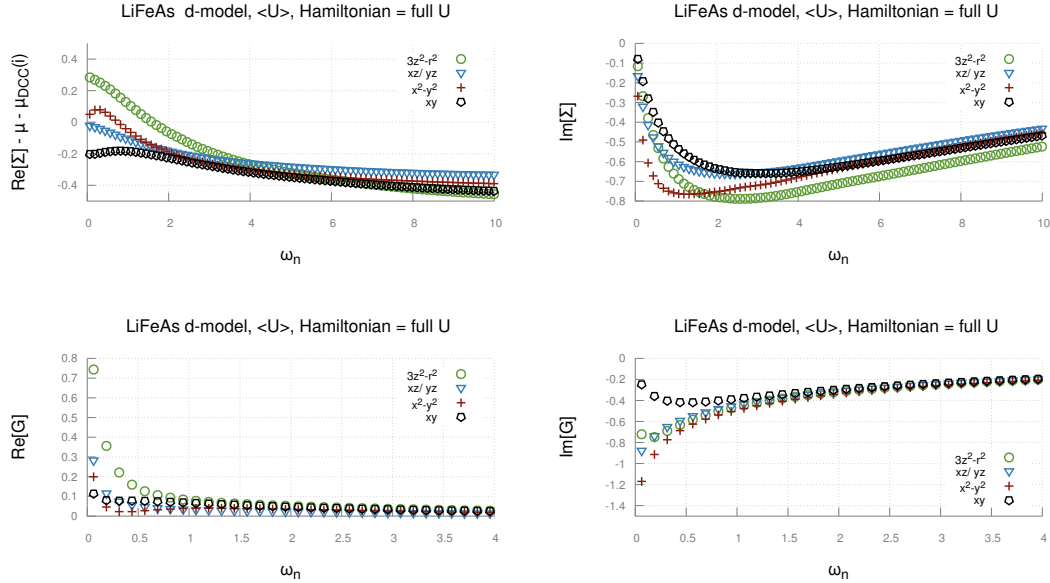 LiFeAs d-model, <U>, Hamiltonian = full U
Re[Σ] - μ - μDCC(i)
0.4
0.2
0
-0.2
-0.4
0 2 4 6 8 10
ωn
3z²-r²
xz/ yz
x²-y²
xy
LiFeAs d-model, <U>, Hamiltonian = full U
Im[Σ]
0
-0.1
-0.2
-0.3
-0.4
-0.5
-0.6
-0.7
-0.8
0 2 4 6 8 10
ωn
3z²-r²
xz/ yz
x²-y²
xy
LiFeAs d-model, <U>, Hamiltonian = full U
Re[G]
0.8
0.7
0.6
0.5
0.4
0.3
0.2
0.1
0
0 0.5 1 1.5 2 2.5 3 3.5 4
ωn
3z²-r²
xz/ yz
x²-y²
xy
LiFeAs d-model, <U>, Hamiltonian = full U
Im[G]
0
-0.2
-0.4
-0.6
-0.8
-1
-1.2
-1.4
0 0.5 1 1.5 2 2.5 3 3.5 4
ωn
3z²-r²
xz/ yz
x²-y²
xy